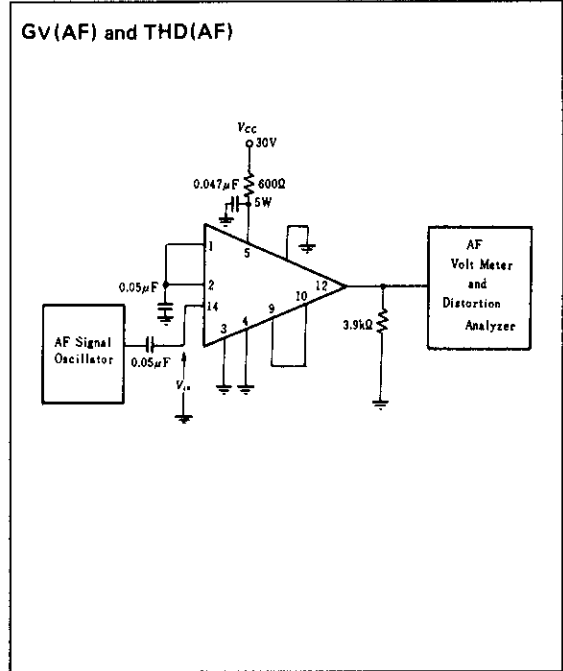 Gv(AF) and THD(AF)
VCC
30V
0.047μF
600Ω
5W
1
5
12
0.05μF
2
10
14
9
3
4
AF
Volt Meter
and
Distortion
Analyzer
AF Signal
Oscillator
0.05μF
Vin
3.9kΩ